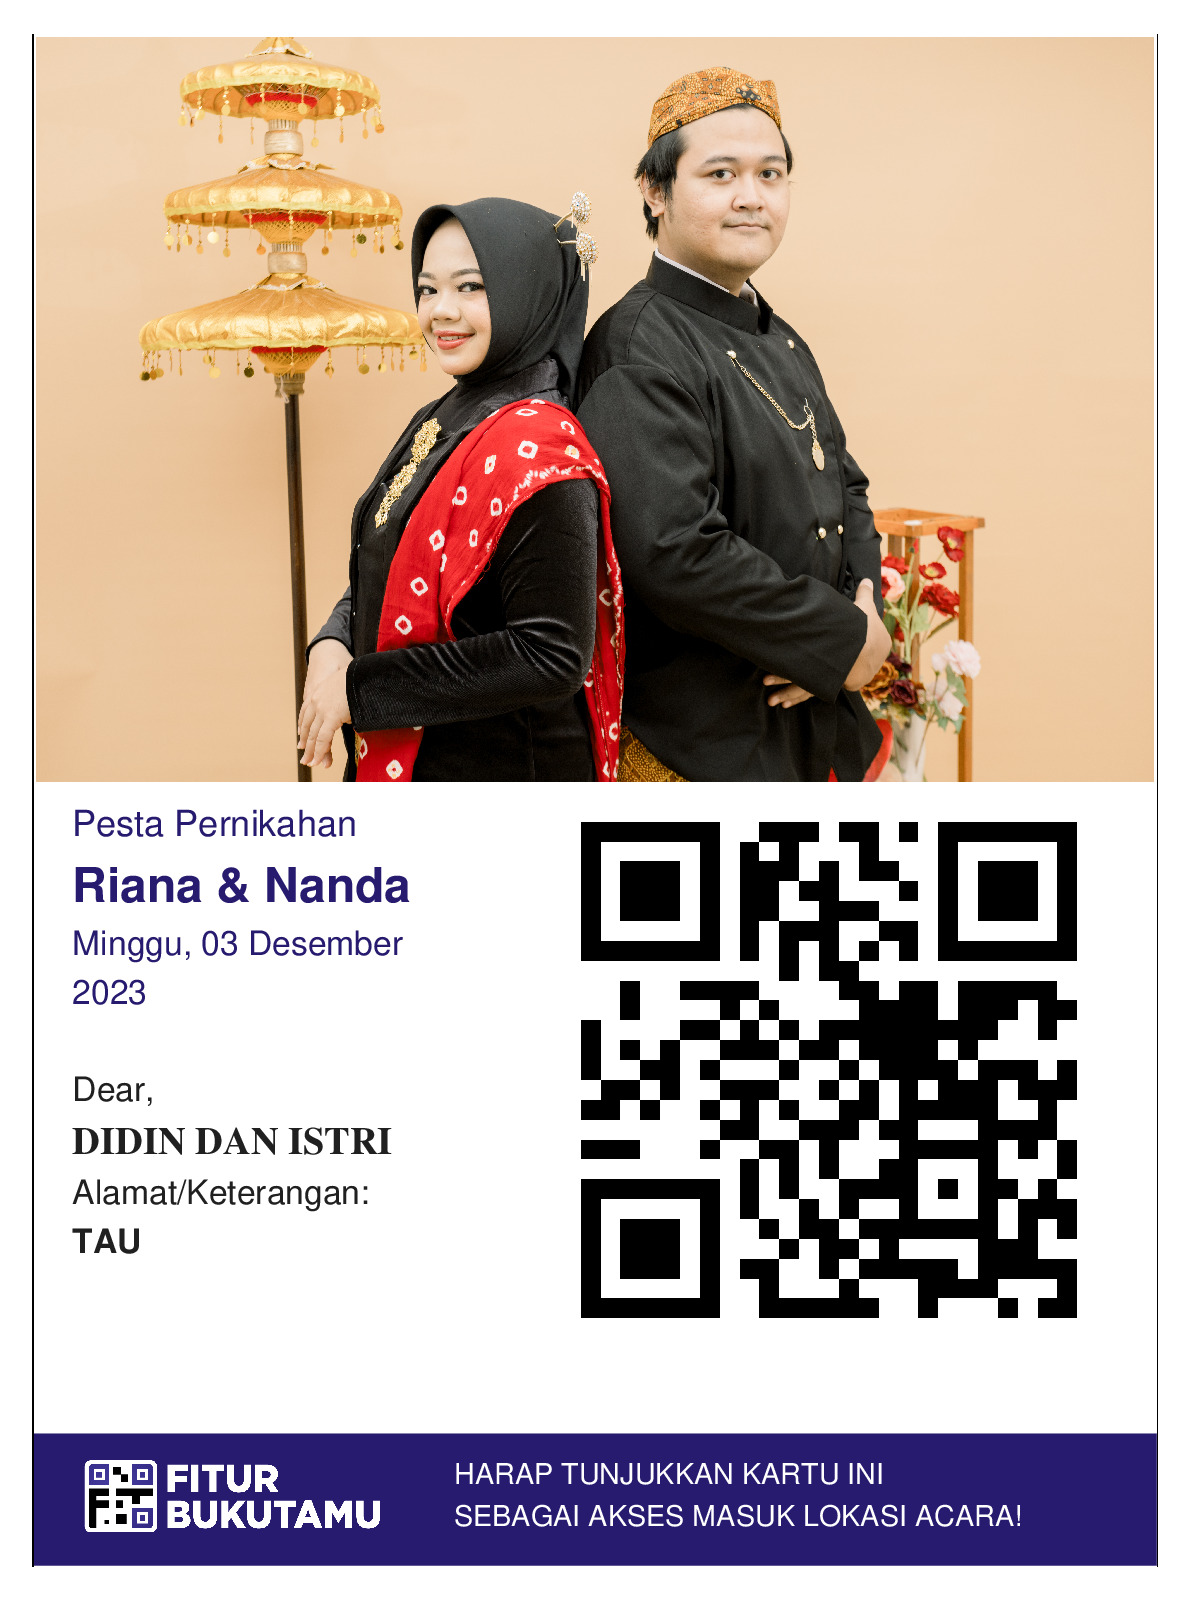 Pesta Pernikahan
Riana & Nanda
Minggu, 03 Desember
2023
Dear,
DIDIN DAN ISTRI
Alamat/Keterangan:
TAU
FITUR
BUKUTAMU
HARAP TUNJUKKAN KARTU INI
SEBAGAI AKSES MASUK LOKASI ACARA!